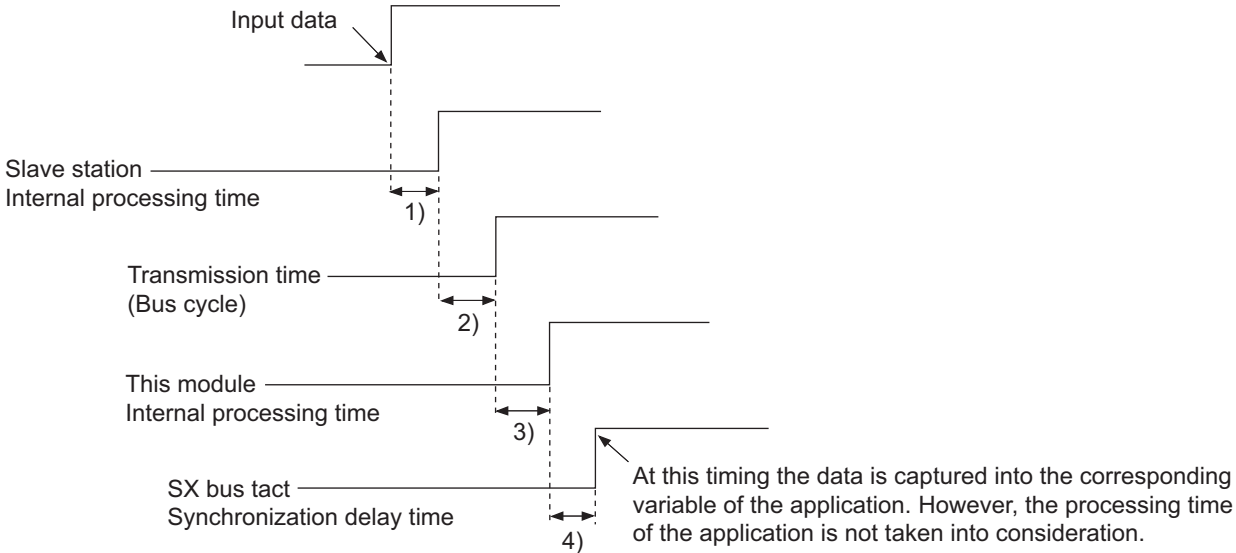 Input data
Slave station
Internal processing time
1)
Transmission time
(Bus cycle)
2)
This module
Internal processing time
3)
SX bus tact
Synchronization delay time
4)
At this timing the data is captured into the corresponding
variable of the application. However, the processing time
of the application is not taken into consideration.